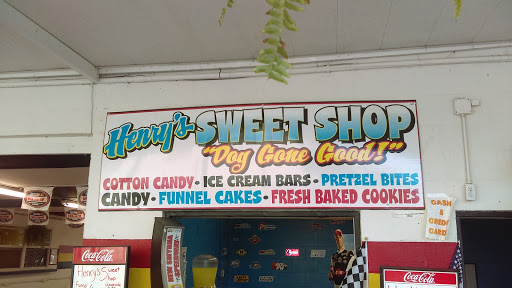 Henry's SWEET SHOP
"Dog Gone Good!"
COTTON CANDY • ICE CREAM BARS • PRETZEL BITES
CANDY • FUNNEL CAKES • FRESH BAKED COOKIES
CASH
&
CREDIT
CARD
Coca-Cola
Henry's Sweet
Shop
Coca-Cola